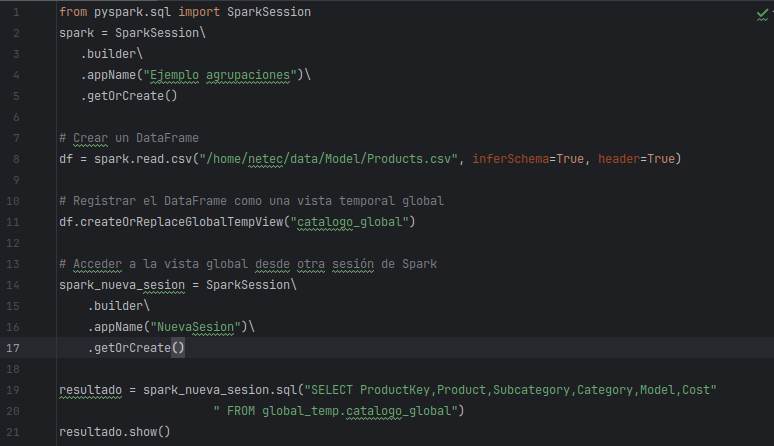 1 from pyspark.sql import SparkSession
2 spark = SparkSession\
3 .builder\
4 .appName("Ejemplo agrupaciones")\
5 .getOrCreate()
6
7 # Crear un DataFrame
8 df = spark.read.csv("/home/netec/data/Model/Products.csv", inferSchema=True, header=True)
9
10 # Registrar el DataFrame como una vista temporal global
11 df.createOrReplaceGlobalTempView("catalogo_global")
12
13 # Acceder a la vista global desde otra sesión de Spark
14 spark_nueva_sesion = SparkSession\
15 .builder\
16 .appName("NuevaSesion")\
17 .getOrCreate()
18
19 resultado = spark_nueva_sesion.sql("SELECT ProductKey,Product,Subcategory,Category,Model,Cost"
20 " FROM global_temp.catalogo_global")
21 resultado.show()